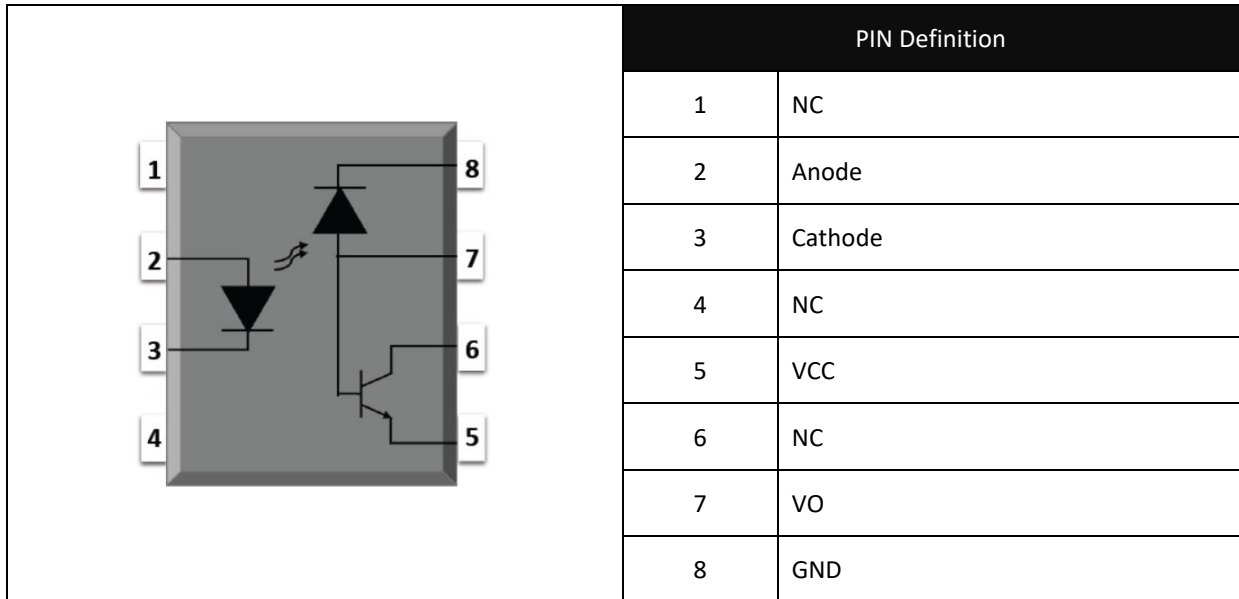 PIN Definition
1 NC
2 Anode
3 Cathode
4 NC
5 VCC
6 NC
7 VO
8 GND
1 8
2 7
3 6
4 5